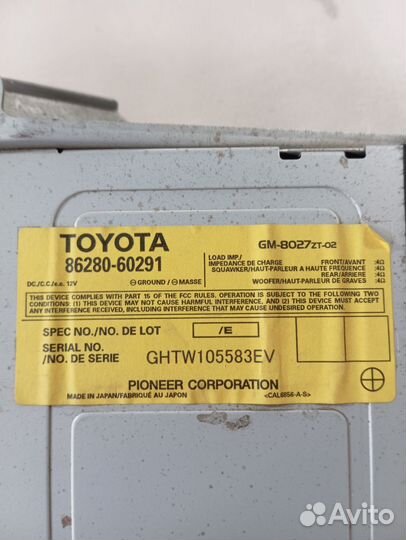 TOYOTA
86280-60291
DC./C.C./c.c. 12V
⊖ GROUND / ⊖ MASSE
GM-8027ZT-02
LOAD IMP./
IMPEDANCE DE CHARGE FRONT/AVANT :4Ω
SQUAWKER/HAUT-PARLEUR A HAUTE FREQUENCE :4Ω
REAR/ARRIERE :4Ω
WOOFER/HAUT-PARLEUR DE GRAVES :4Ω
THIS DEVICE COMPLIES WITH PART 15 OF THE FCC RULES. OPERATION IS SUBJECT TO THE FOLLOWING TWO
CONDITIONS: (1) THIS DEVICE MAY NOT CAUSE HARMFUL INTERFERENCE, AND (2) THIS DEVICE MUST ACCEPT
ANY INTERFERENCE RECEIVED, INCLUDING INTERFERENCE THAT MAY CAUSE UNDESIRED OPERATION.
SPEC NO./NO. DE LOT /E
SERIAL NO.
/NO. DE SERIE GHTW105583EV
PIONEER CORPORATION
MADE IN JAPAN/FABRIQUÉ AU JAPON
<CAL6856-A-S>
Avito